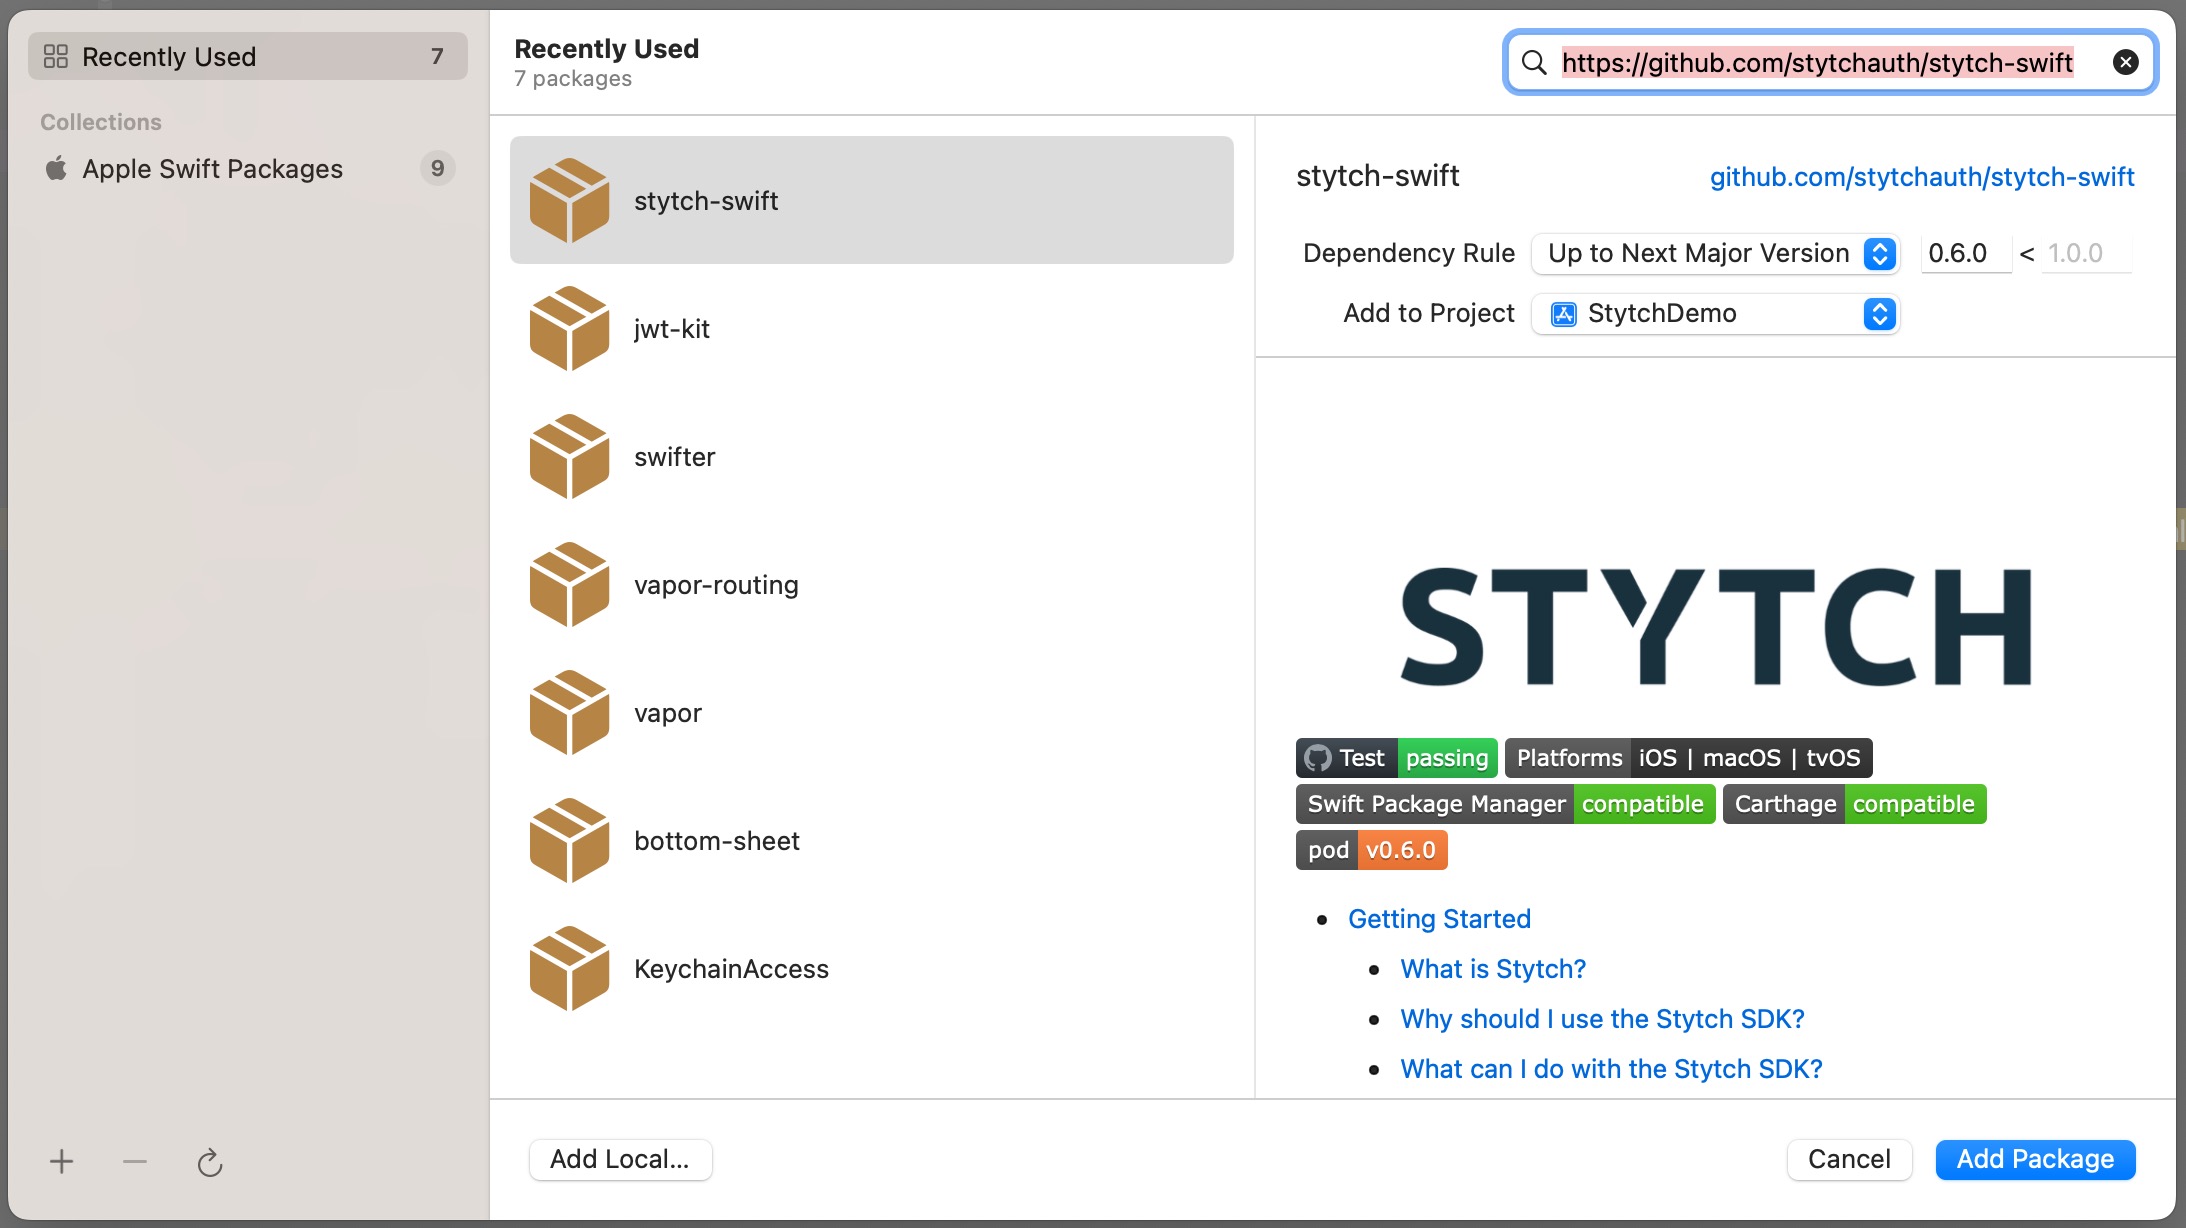 Recently Used 7
Collections
Apple Swift Packages 9
Recently Used
7 packages
https://github.com/stytchauth/stytch-swift
stytch-swift
jwt-kit
swifter
vapor-routing
vapor
bottom-sheet
KeychainAccess
stytch-swift github.com/stytchauth/stytch-swift
Dependency Rule Up to Next Major Version 0.6.0 < 1.0.0
Add to Project StytchDemo
STYTCH
Test passing Platforms iOS | macOS | tvOS
Swift Package Manager compatible Carthage compatible
pod v0.6.0
• Getting Started
• What is Stytch?
• Why should I use the Stytch SDK?
• What can I do with the Stytch SDK?
Add Local... Cancel Add Package